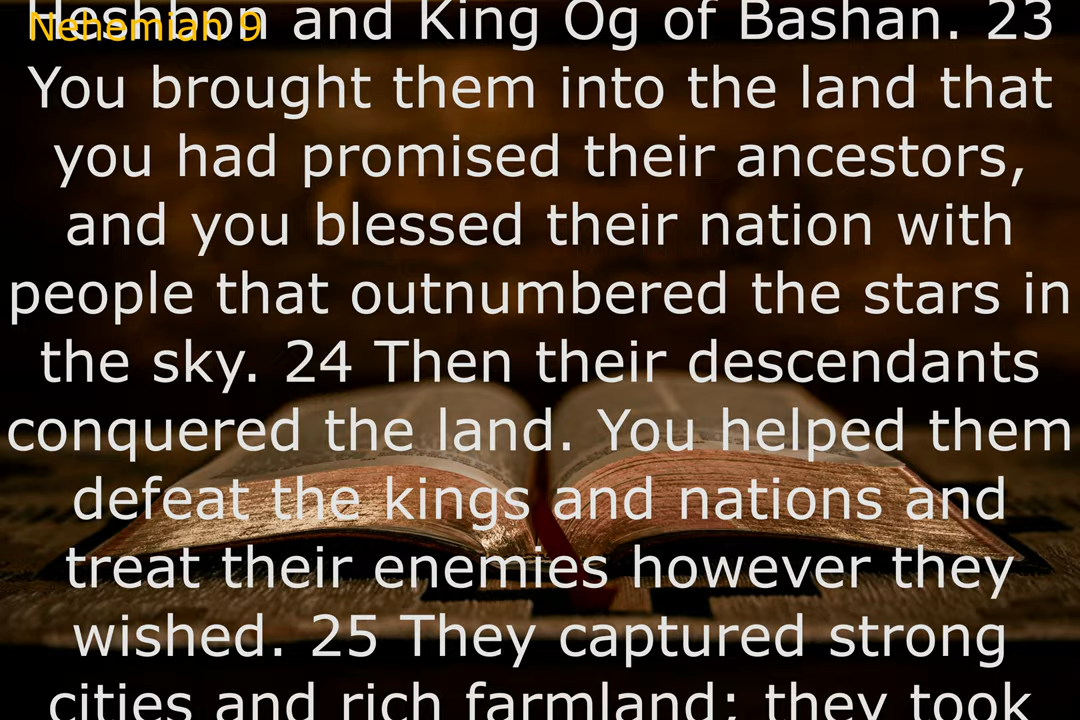 Nehemiah 9
Heshbon and King Og of Bashan. 23
You brought them into the land that
you had promised their ancestors,
and you blessed their nation with
people that outnumbered the stars in
the sky. 24 Then their descendants
conquered the land. You helped them
defeat the kings and nations and
treat their enemies however they
wished. 25 They captured strong
cities and rich farmland; they took